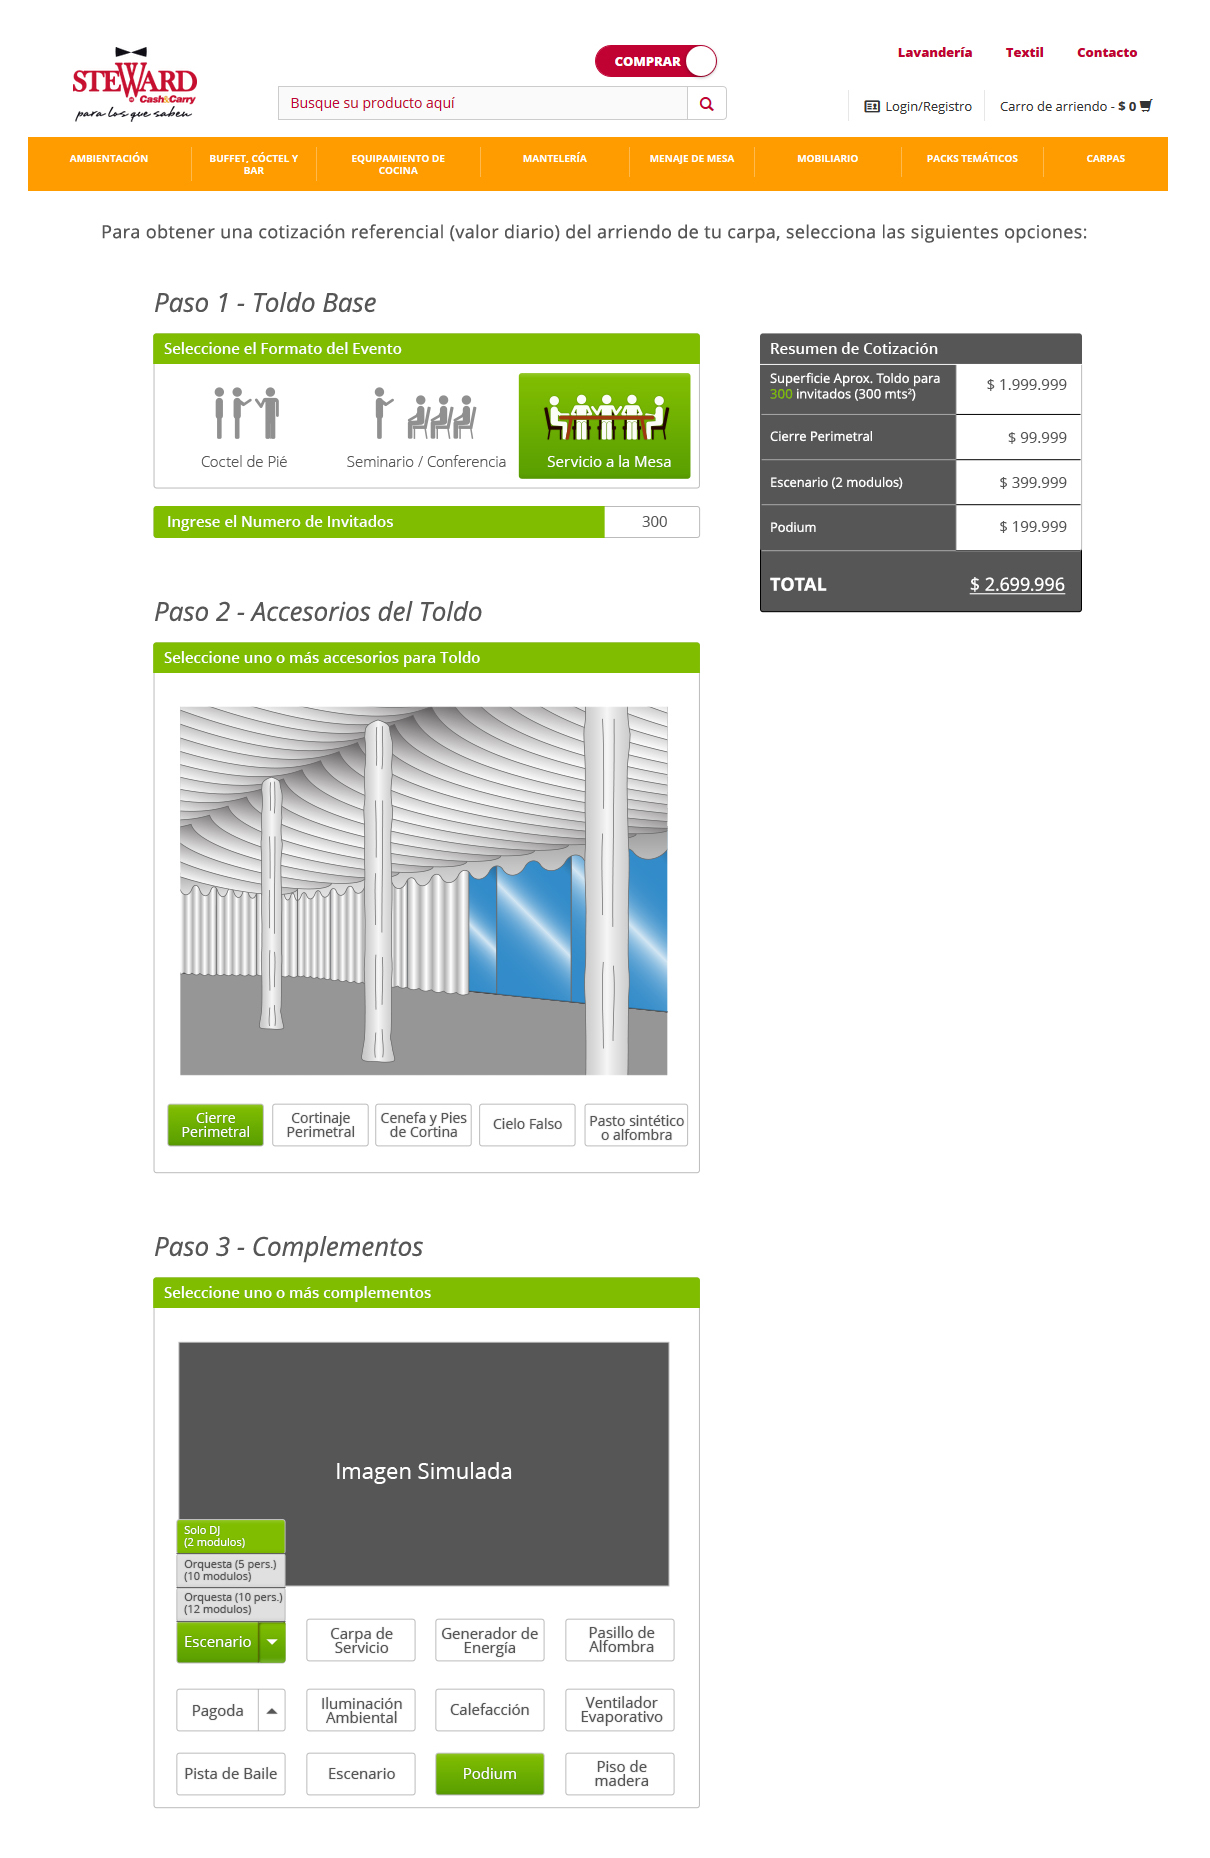 STEWARD
Cash&Carry
para los que saben
COMPRAR
Busque su producto aquí
Lavandería Textil Contacto
Login/Registro
Carro de arriendo - $ 0
AMBIENTACIÓN
BUFFET, CÓCTEL Y
BAR
EQUIPAMIENTO DE
COCINA
MANTELERÍA
MENAJE DE MESA
MOBILIARIO
PACKS TEMÁTICOS
CARPAS
Para obtener una cotización referencial (valor diario) del arriendo de tu carpa, selecciona las siguientes opciones:
Paso 1 - Toldo Base
Seleccione el Formato del Evento
Coctel de Pié
Seminario / Conferencia
Servicio a la Mesa
Ingrese el Numero de Invitados
300
Resumen de Cotización
Superficie Aprox. Toldo para
300 invitados (300 mts²)
$ 1.999.999
Cierre Perimetral
$ 99.999
Escenario (2 modulos)
$ 399.999
Podium
$ 199.999
TOTAL
$ 2.699.996
Paso 2 - Accesorios del Toldo
Seleccione uno o más accesorios para Toldo
Cierre
Perimetral
Cortinaje
Perimetral
Cenefa y Pies
de Cortina
Cielo Falso
Pasto sintético
o alfombra
Paso 3 - Complementos
Seleccione uno o más complementos
Imagen Simulada
Solo DJ
(2 modulos)
Orquesta (5 pers.)
(10 modulos)
Orquesta (10 pers.)
(12 modulos)
Escenario
Carpa de
Servicio
Generador de
Energía
Pasillo de
Alfombra
Pagoda
Iluminación
Ambiental
Calefacción
Ventilador
Evaporativo
Pista de Baile
Escenario
Podium
Piso de
madera